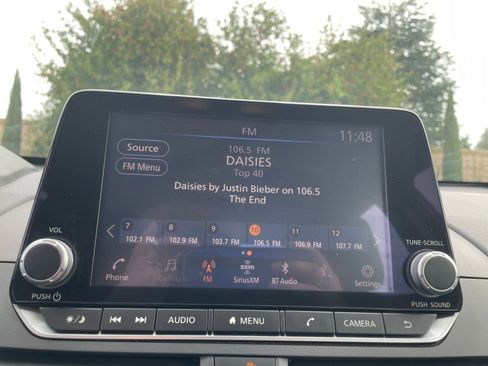 FM
11:48
Source
106.5 FM
DAISIES
FM Menu
Top 40
Daisies by Justin Bieber on 106.5
The End
VOL
7 8 9 10 11 12
102.1 FM 102.9 FM 103.7 FM 106.5 FM 106.9 FM 107.7 FM
TUNE·SCROLL
sxm
Phone CarPlay FM SiriusXM BT Audio USB Settings
PUSH
PUSH SOUND
AUDIO MENU CAMERA